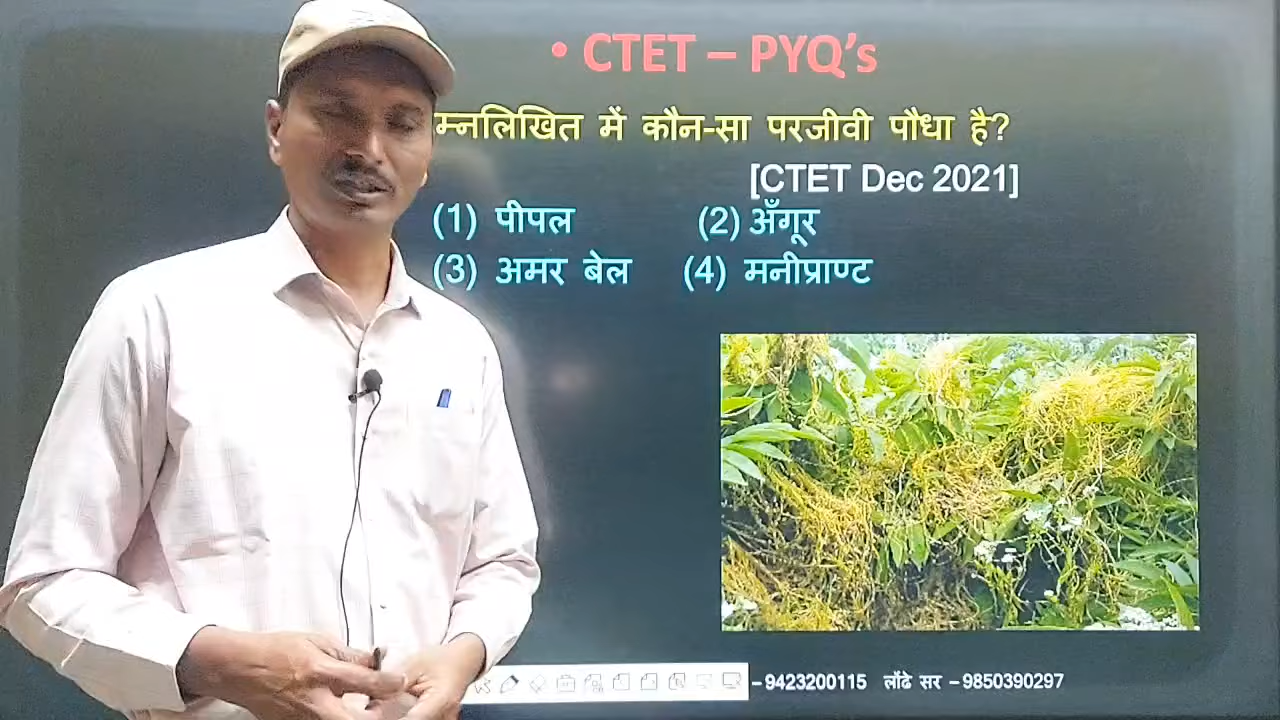 • CTET – PYQ's
म्नलिखित में कौन-सा परजीवी पौधा है?
[CTET Dec 2021]
(1) पीपल (2) अँगूर
(3) अमर बेल (4) मनीप्राण्ट
– 9423200115 लोंढे सर – 9850390297